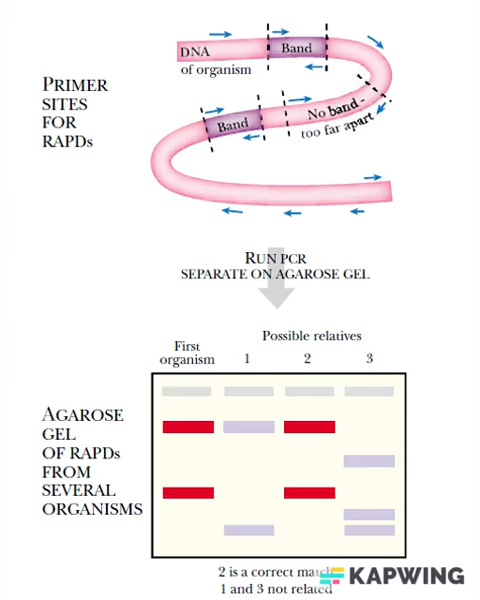 DNA
of organism
Band
PRIMER
SITES
FOR
RAPDs
Band
No band -
too far apart
RUN PCR
SEPARATE ON AGAROSE GEL
Possible relatives
First
organism
1
2
3
AGAROSE
GEL
OF RAPDs
FROM
SEVERAL
ORGANISMS
2 is a correct match
1 and 3 not related
KAPWING